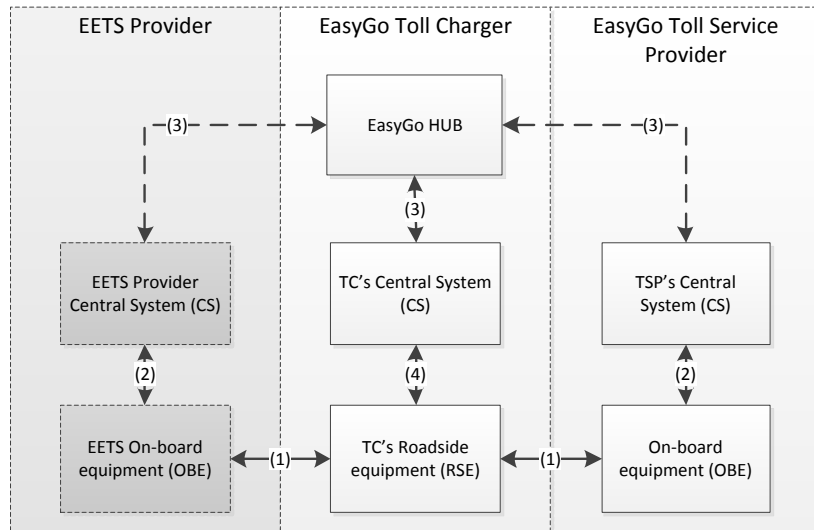 EETS Provider
EasyGo Toll Charger
EasyGo Toll Service
Provider
EasyGo HUB
(3)
(3)
(3)
EETS Provider
Central System (CS)
TC's Central System
(CS)
TSP's Central
System (CS)
(2)
(4)
(2)
EETS On-board
equipment (OBE)
(1)
TC's Roadside
equipment (RSE)
(1)
On-board
equipment (OBE)